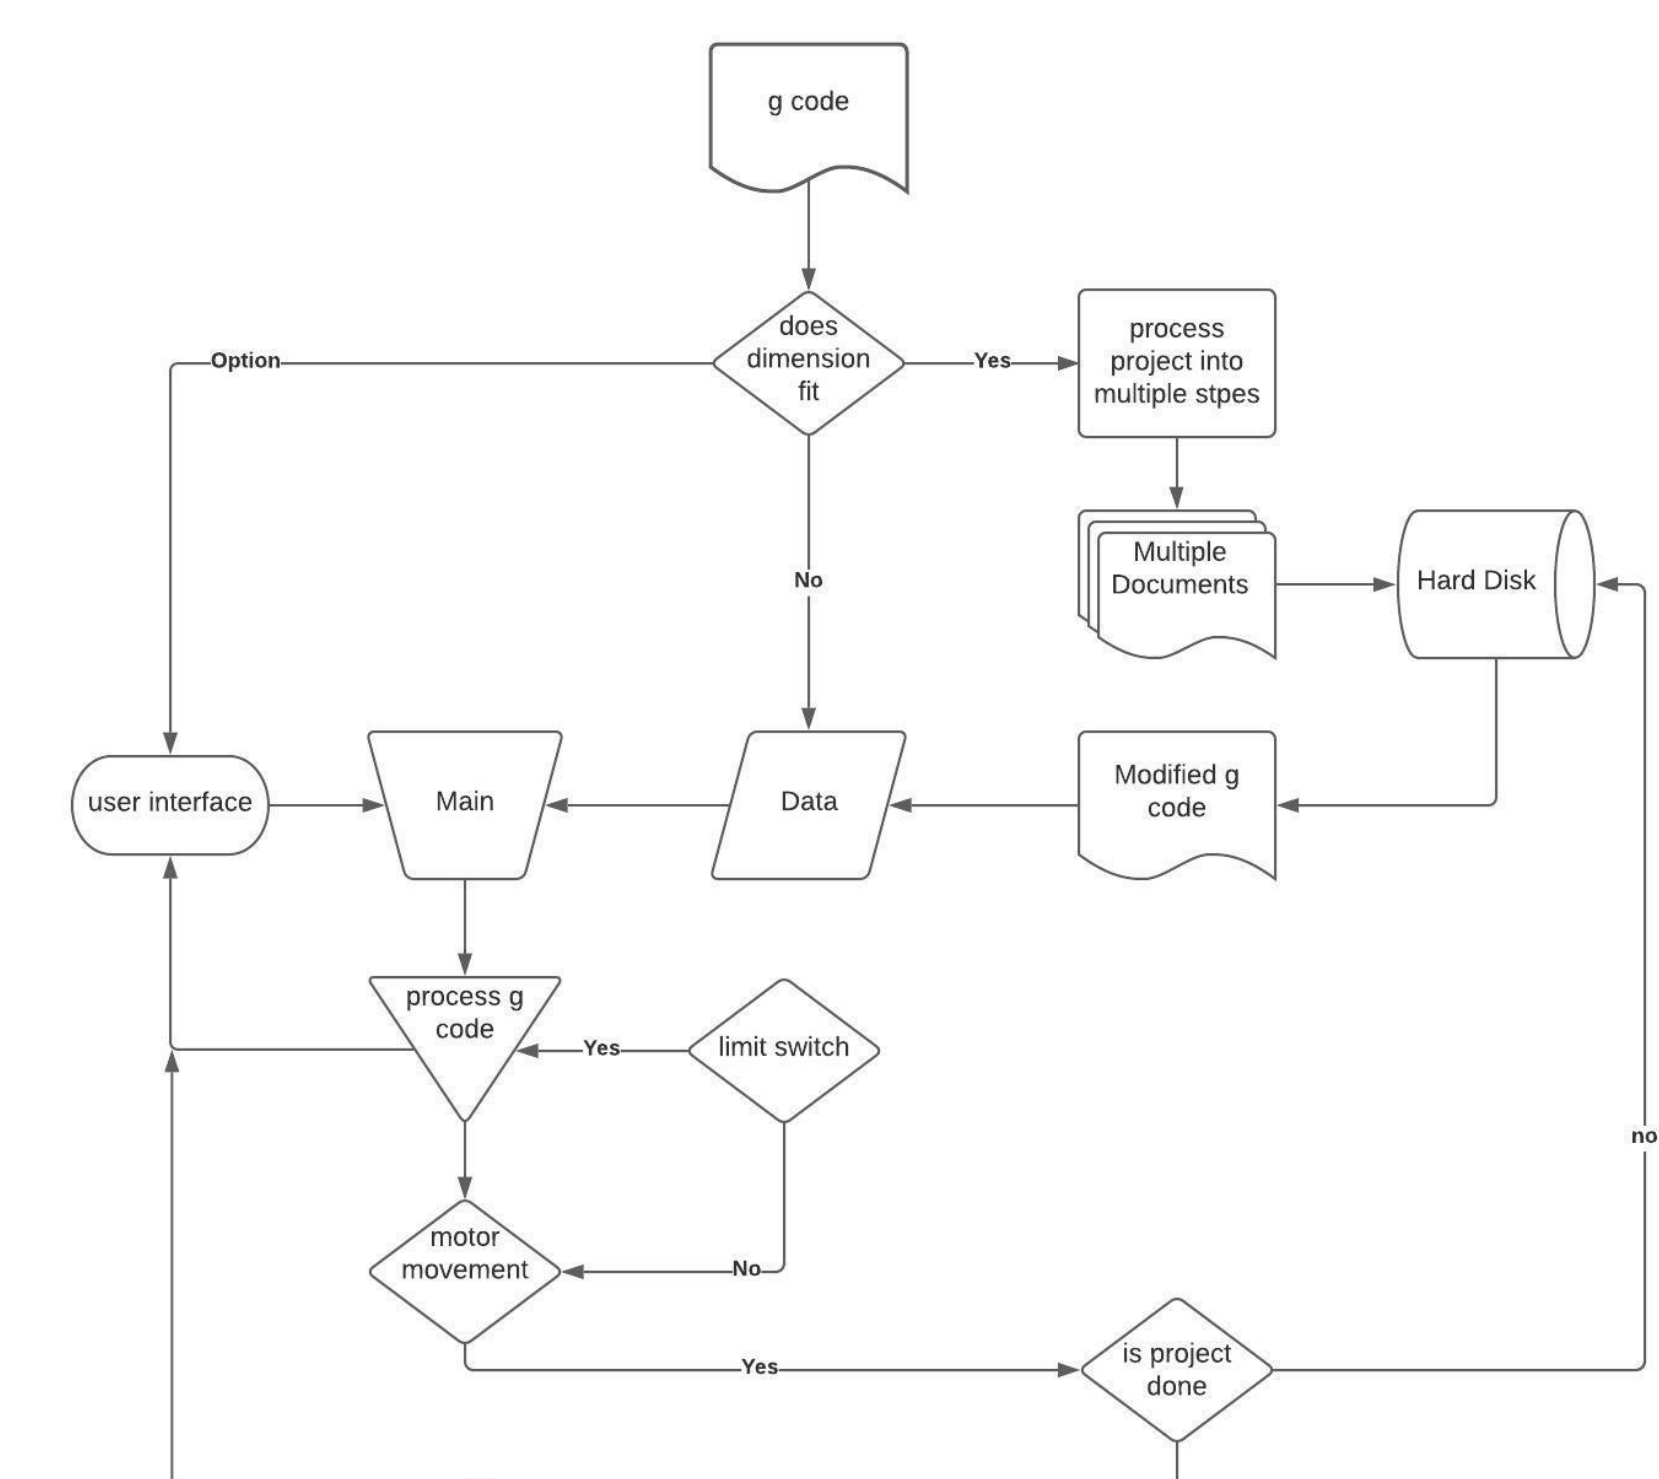 g code
does
dimension
fit
Option
Yes
process
project into
multiple stpes
No
Multiple
Documents
Hard Disk
user interface
Main
Data
Modified g
code
process g
code
Yes
limit switch
no
motor
movement
No
Yes
is project
done